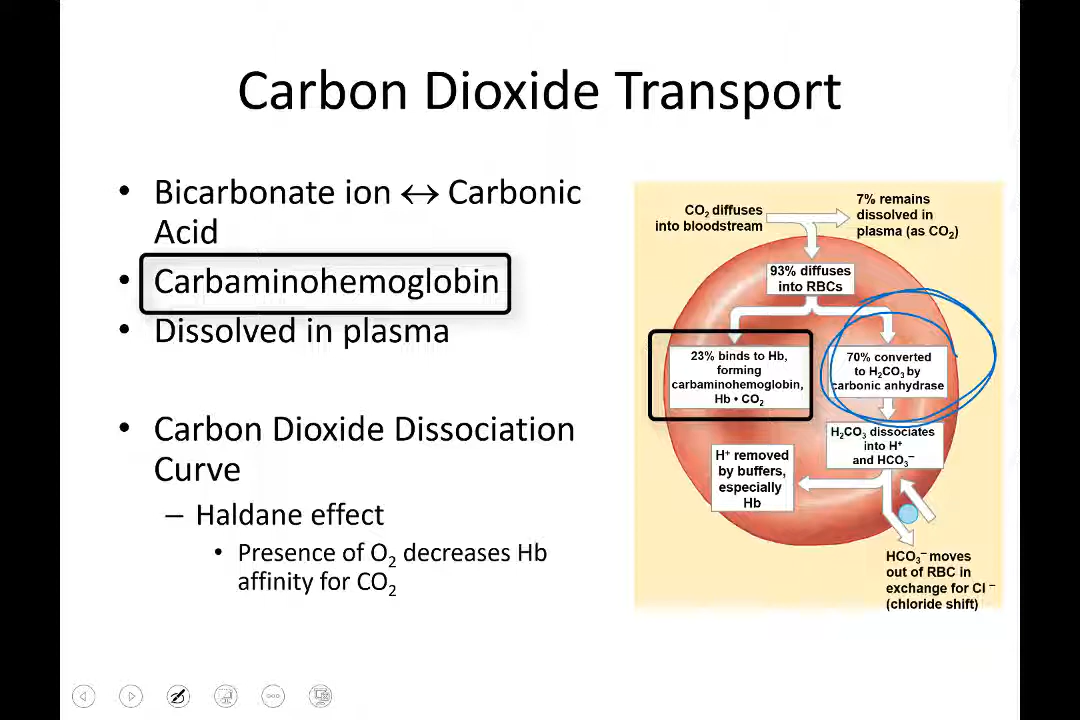 Carbon Dioxide Transport
• Bicarbonate ion ↔ Carbonic
Acid
• Carbaminohemoglobin
• Dissolved in plasma
• Carbon Dioxide Dissociation
Curve
– Haldane effect
• Presence of O₂ decreases Hb
affinity for CO₂
CO₂ diffuses
into bloodstream
7% remains
dissolved in
plasma (as CO₂)
93% diffuses
into RBCs
23% binds to Hb,
forming
carbaminohemoglobin,
Hb • CO₂
70% converted
to H₂CO₃ by
carbonic anhydrase
H₂CO₃ dissociates
into H⁺
and HCO₃⁻
H⁺ removed
by buffers,
especially
Hb
HCO₃⁻ moves
out of RBC in
exchange for Cl⁻
(chloride shift)